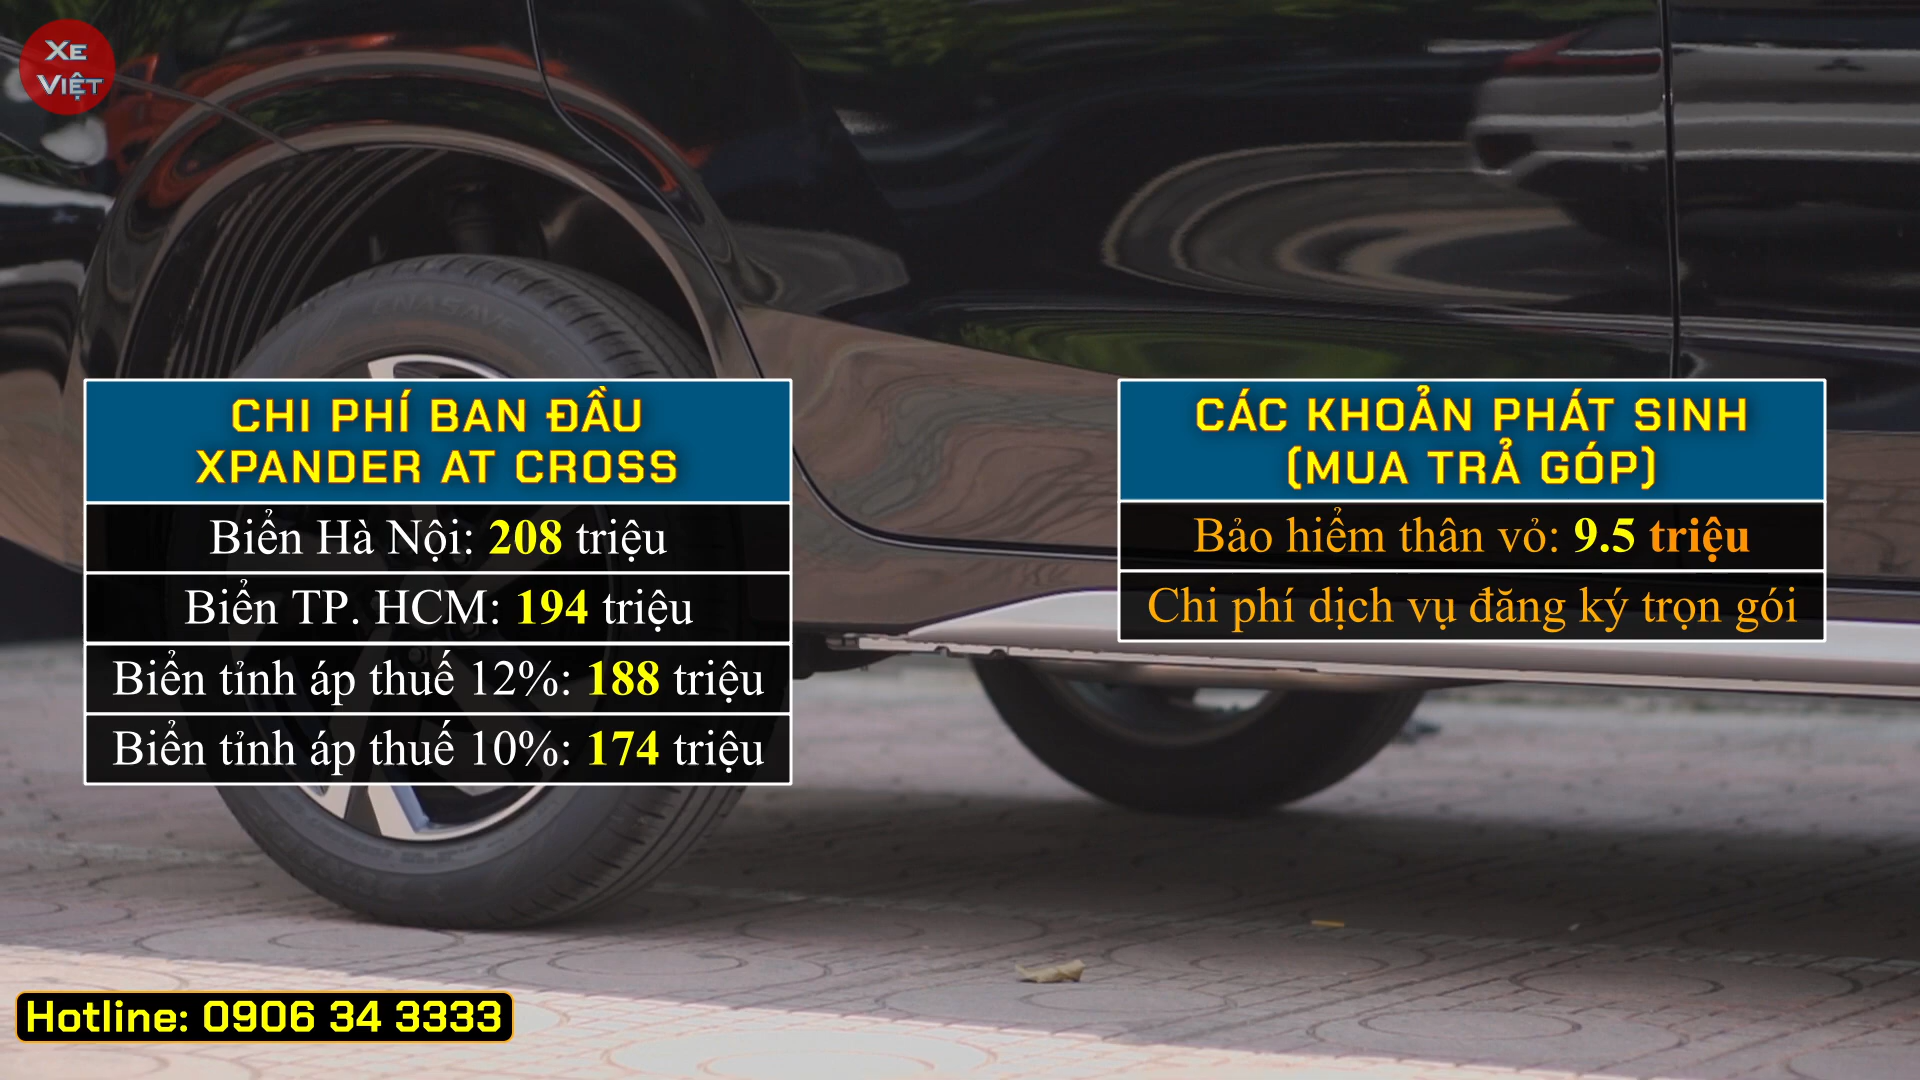 XE
VIỆT
CHI PHÍ BAN ĐẦU
XPANDER AT CROSS
Biển Hà Nội: 208 triệu
Biển TP. HCM: 194 triệu
Biển tỉnh áp thuế 12%: 188 triệu
Biển tỉnh áp thuế 10%: 174 triệu
CÁC KHOẢN PHÁT SINH
(MUA TRẢ GÓP)
Bảo hiểm thân vỏ: 9.5 triệu
Chi phí dịch vụ đăng ký trọn gói
ENASAVE
Hotline: 0906 34 3333